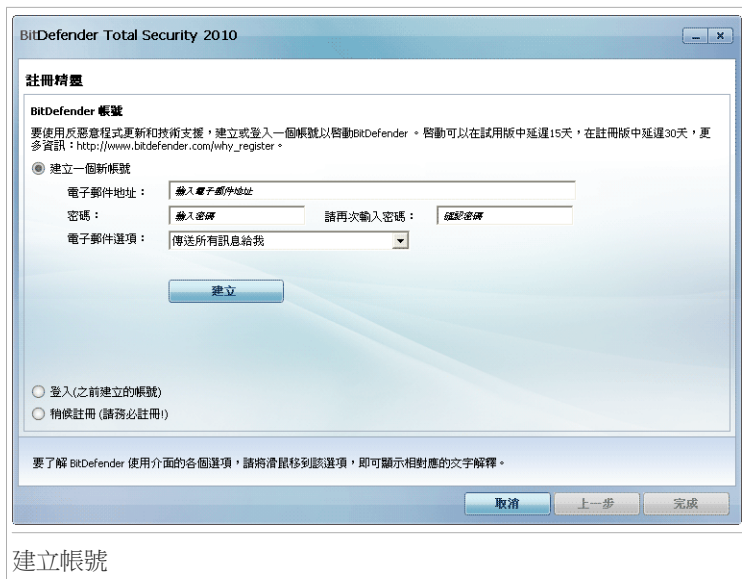 BitDefender Total Security 2010
註冊精靈
BitDefender 帳號
要使用反惡意程式更新和技術支援，建立或登入一個帳號以啓動BitDefender 。啓動可以在試用版中延遲15天，在註冊版中延遲30天，更
多資訊：http://www.bitdefender.com/why_register。
建立一個新帳號
電子郵件地址： 輸入電子郵件地址
密碼： 輸入密碼 請再次輸入密碼： 確認密碼
電子郵件選項： 傳送所有訊息給我
建立
登入(之前建立的帳號)
稍候註冊 (請務必註冊!)
要了解 BitDefender 使用介面的各個選項，請將滑鼠移到該選項，即可顯示相對應的文字解釋。
取消 上一步 完成
建立帳號